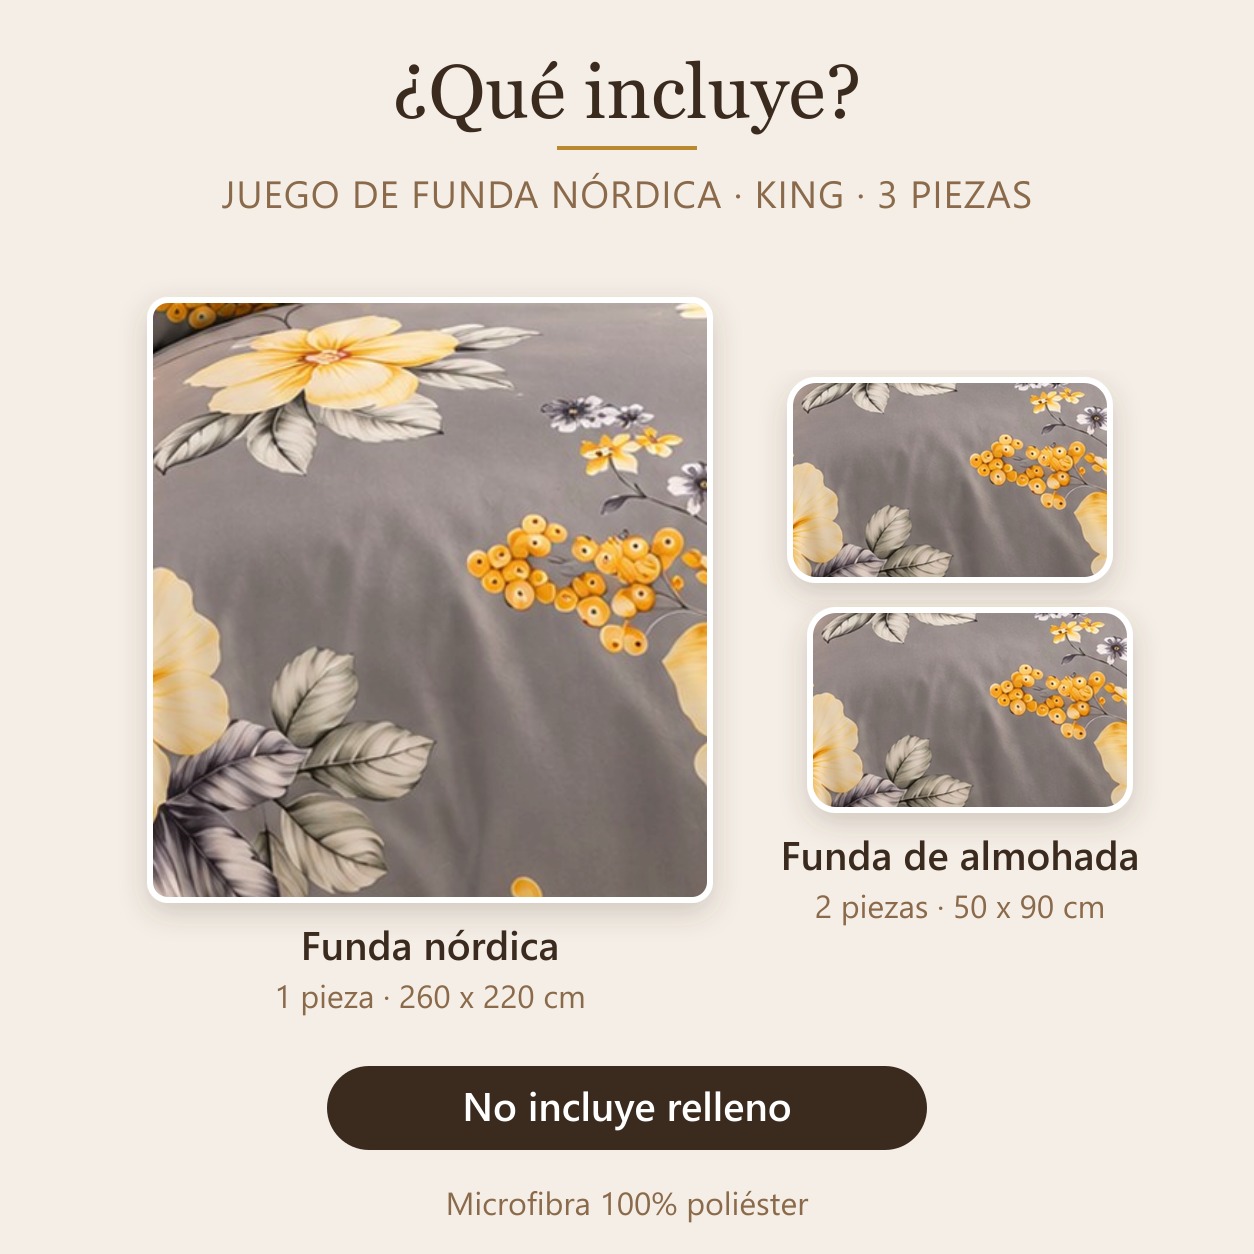 ¿Qué incluye?
JUEGO DE FUNDA NÓRDICA · KING · 3 PIEZAS
Funda nórdica
1 pieza · 260 x 220 cm
Funda de almohada
2 piezas · 50 x 90 cm
No incluye relleno
Microfibra 100% poliéster